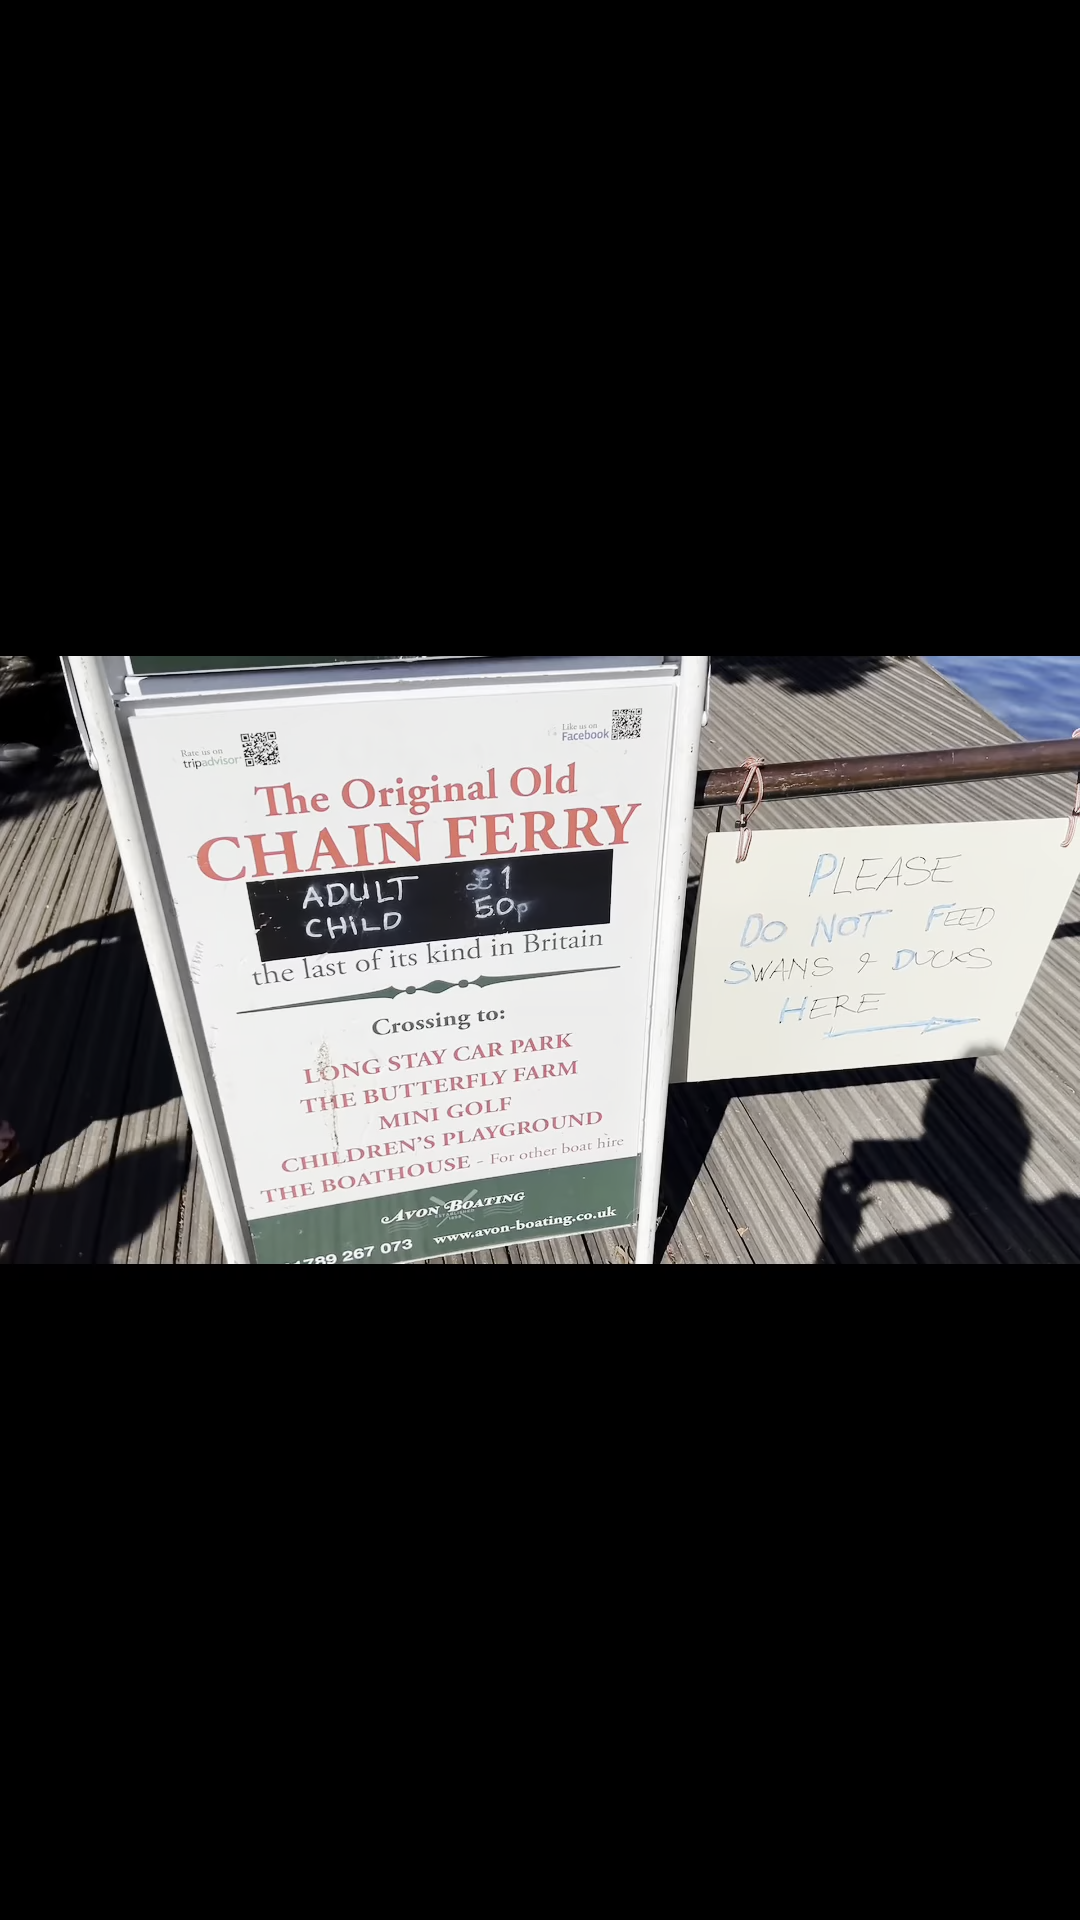 Rate us on
tripadvisor
Like us on
Facebook
The Original Old
CHAIN FERRY
ADULT £1
CHILD 50p
the last of its kind in Britain
Crossing to:
LONG STAY CAR PARK
THE BUTTERFLY FARM
MINI GOLF
CHILDREN'S PLAYGROUND
THE BOATHOUSE - For other boat hire
AVON BOATING
789 267 073 www.avon-boating.co.uk
PLEASE
DO NOT FEED
SWANS & DUCKS
HERE